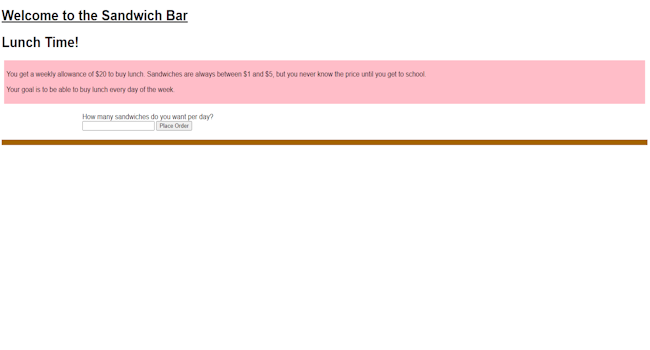 Welcome to the Sandwich Bar
Lunch Time!
You get a weekly allowance of $20 to buy lunch. Sandwiches are always between $1 and $5, but you never know the price until you get to school.
Your goal is to be able to buy lunch every day of the week.
How many sandwiches do you want per day?
Place Order